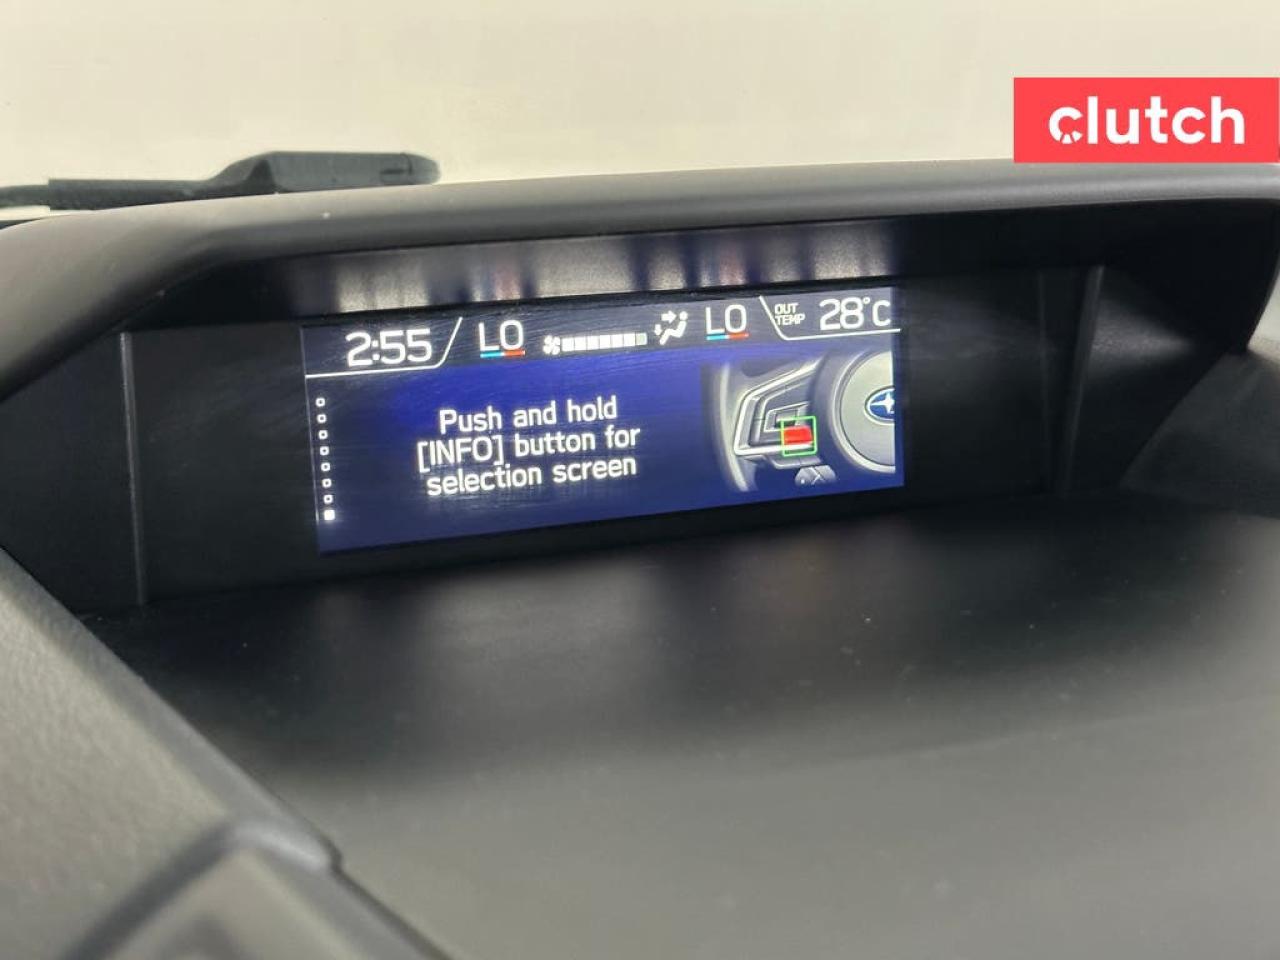 clutch
2:55 LO LO OUT TEMP 28°C
Push and hold
[INFO] button for
selection screen